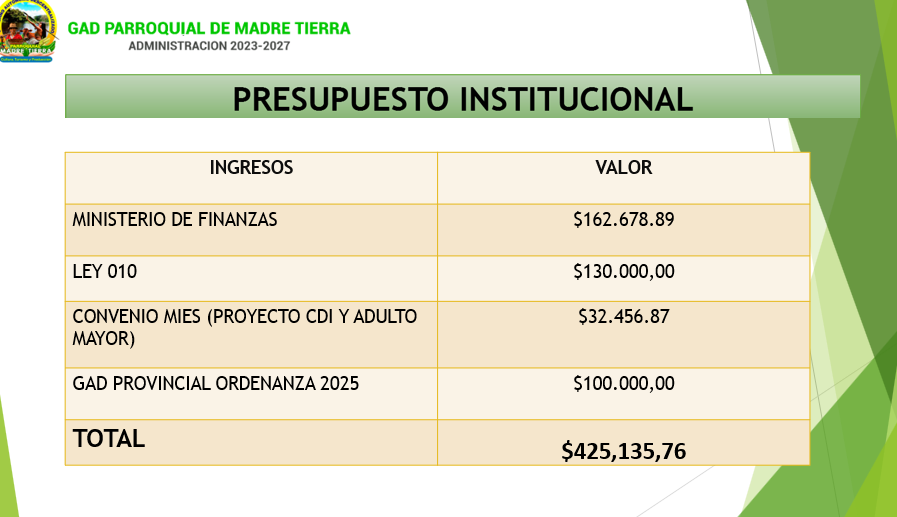 PARROQUIAL
MADRE TIERRA
GAD PARROQUIAL DE MADRE TIERRA
ADMINISTRACION 2023-2027
PRESUPUESTO INSTITUCIONAL
INGRESOS VALOR
MINISTERIO DE FINANZAS $162.678.89
LEY 010 $130.000,00
CONVENIO MIES (PROYECTO CDI Y ADULTO $32.456.87
MAYOR)
GAD PROVINCIAL ORDENANZA 2025 $100.000,00
TOTAL $425,135,76